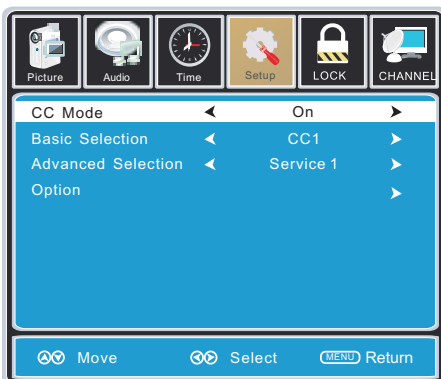 Picture Audio Time Setup LOCK CHANNEL
CC Mode On
Basic Selection CC1
Advanced Selection Service 1
Option
Move Select MENU Return